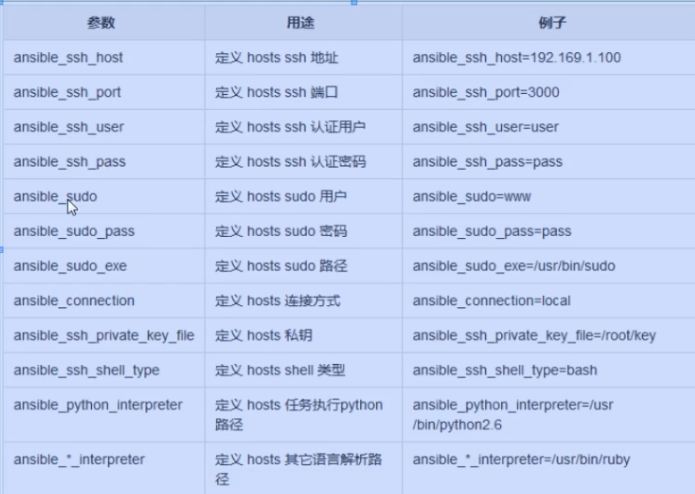 参数 用途 例子
ansible_ssh_host 定义 hosts ssh 地址 ansible_ssh_host=192.169.1.100
ansible_ssh_port 定义 hosts ssh 端口 ansible_ssh_port=3000
ansible_ssh_user 定义 hosts ssh 认证用户 ansible_ssh_user=user
ansible_ssh_pass 定义 hosts ssh 认证密码 ansible_ssh_pass=pass
ansible_sudo 定义 hosts sudo 用户 ansible_sudo=www
ansible_sudo_pass 定义 hosts sudo 密码 ansible_sudo_pass=pass
ansible_sudo_exe 定义 hosts sudo 路径 ansible_sudo_exe=/usr/bin/sudo
ansible_connection 定义 hosts 连接方式 ansible_connection=local
ansible_ssh_private_key_file 定义 hosts 私钥 ansible_ssh_private_key_file=/root/key
ansible_ssh_shell_type 定义 hosts shell 类型 ansible_ssh_shell_type=bash
ansible_python_interpreter 定义 hosts 任务执行python ansible_python_interpreter=/usr
路径 /bin/python2.6
ansible_*_interpreter 定义 hosts 其它语言解析路 ansible_*_interpreter=/usr/bin/ruby
径